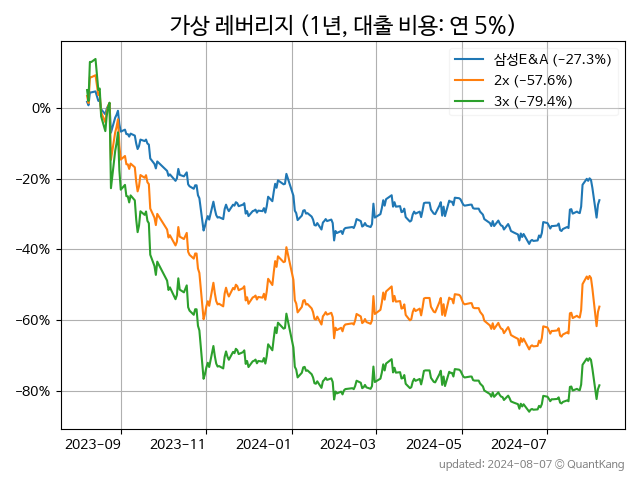 가상 레버리지 (1년, 대출 비용: 연 5%)
삼성E&A (−27.3%)
2x (−57.6%)
3x (−79.4%)
0%
−20%
−40%
−60%
−80%
2023-09 2023-11 2024-01 2024-03 2024-05 2024-07
updated: 2024-08-07 © QuantKang